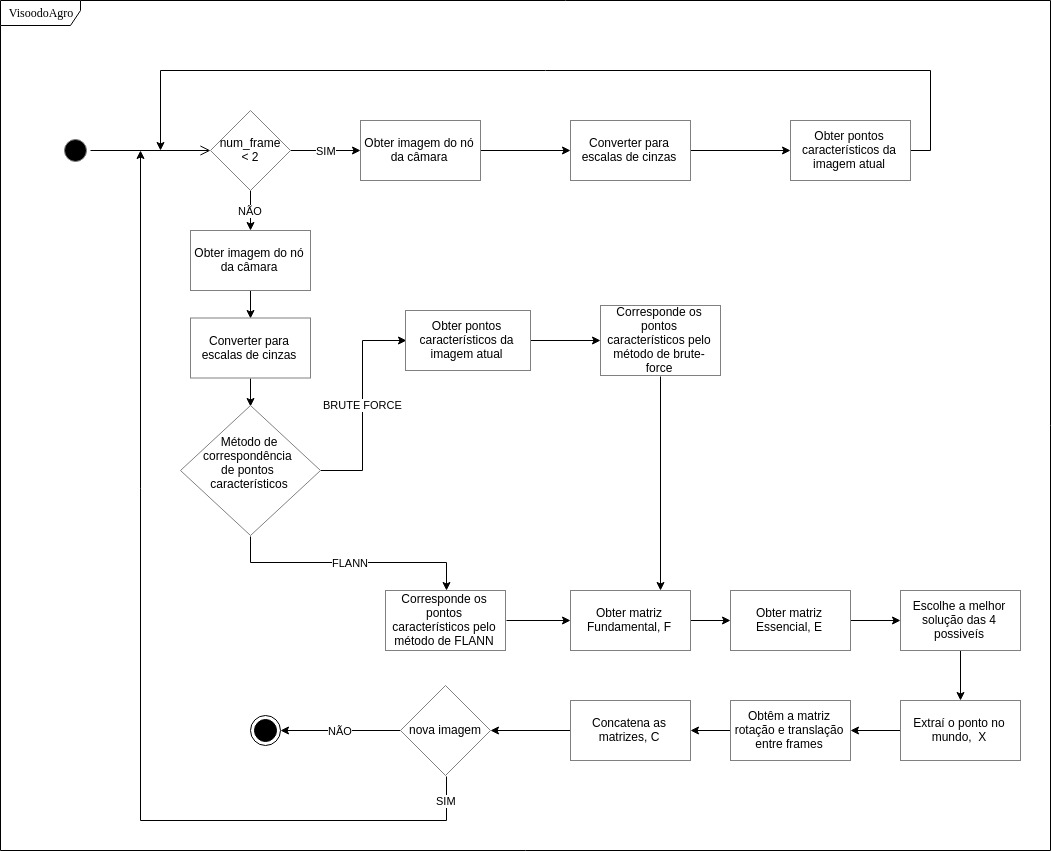 VisoodoAgro
num_frame
< 2
SIM
Obter imagem do nó
da câmara
Converter para
escalas de cinzas
Obter pontos
característicos da
imagem atual
NÃO
Obter imagem do nó
da câmara
Converter para
escalas de cinzas
Método de
correspondência
de pontos
característicos
BRUTE FORCE
Obter pontos
característicos da
imagem atual
Corresponde os
pontos
característicos pelo
método de brute-
force
FLANN
Corresponde os
pontos
característicos pelo
método de FLANN
Obter matriz
Fundamental, F
Obter matriz
Essencial, E
Escolhe a melhor
solução das 4
possiveís
Extraí o ponto no
mundo,  X
Obtêm a matriz
rotação e translação
entre frames
Concatena as
matrizes, C
nova imagem
NÃO
SIM